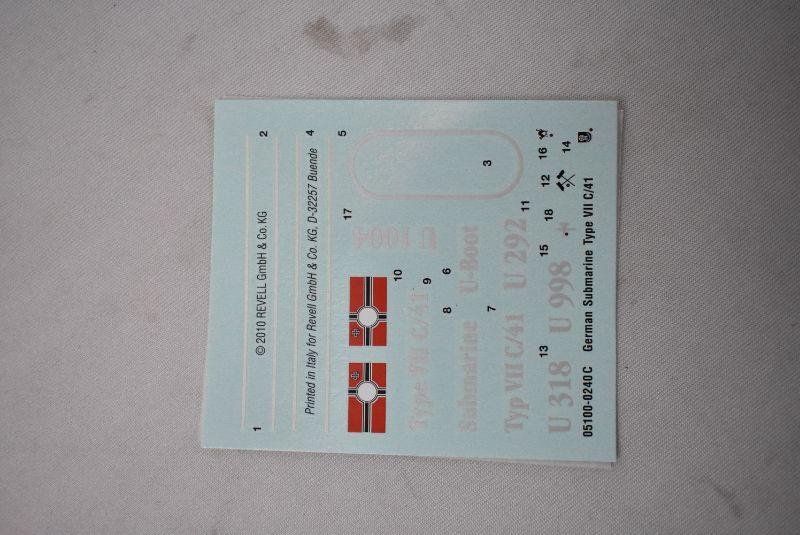 1
2
© 2010 REVELL GmbH & Co. KG
4
Printed in Italy for Revell GmbH & Co. KG, D-32257 Buende
5
17
3
U 1004
10
9
Type VII C/41
6
8
Submarine U-Boot
7
11
Typ VII C/41 U 292
12 16
13
15 18
14
U 318 U 998 +
05100-0240C German Submarine Type VII C/41